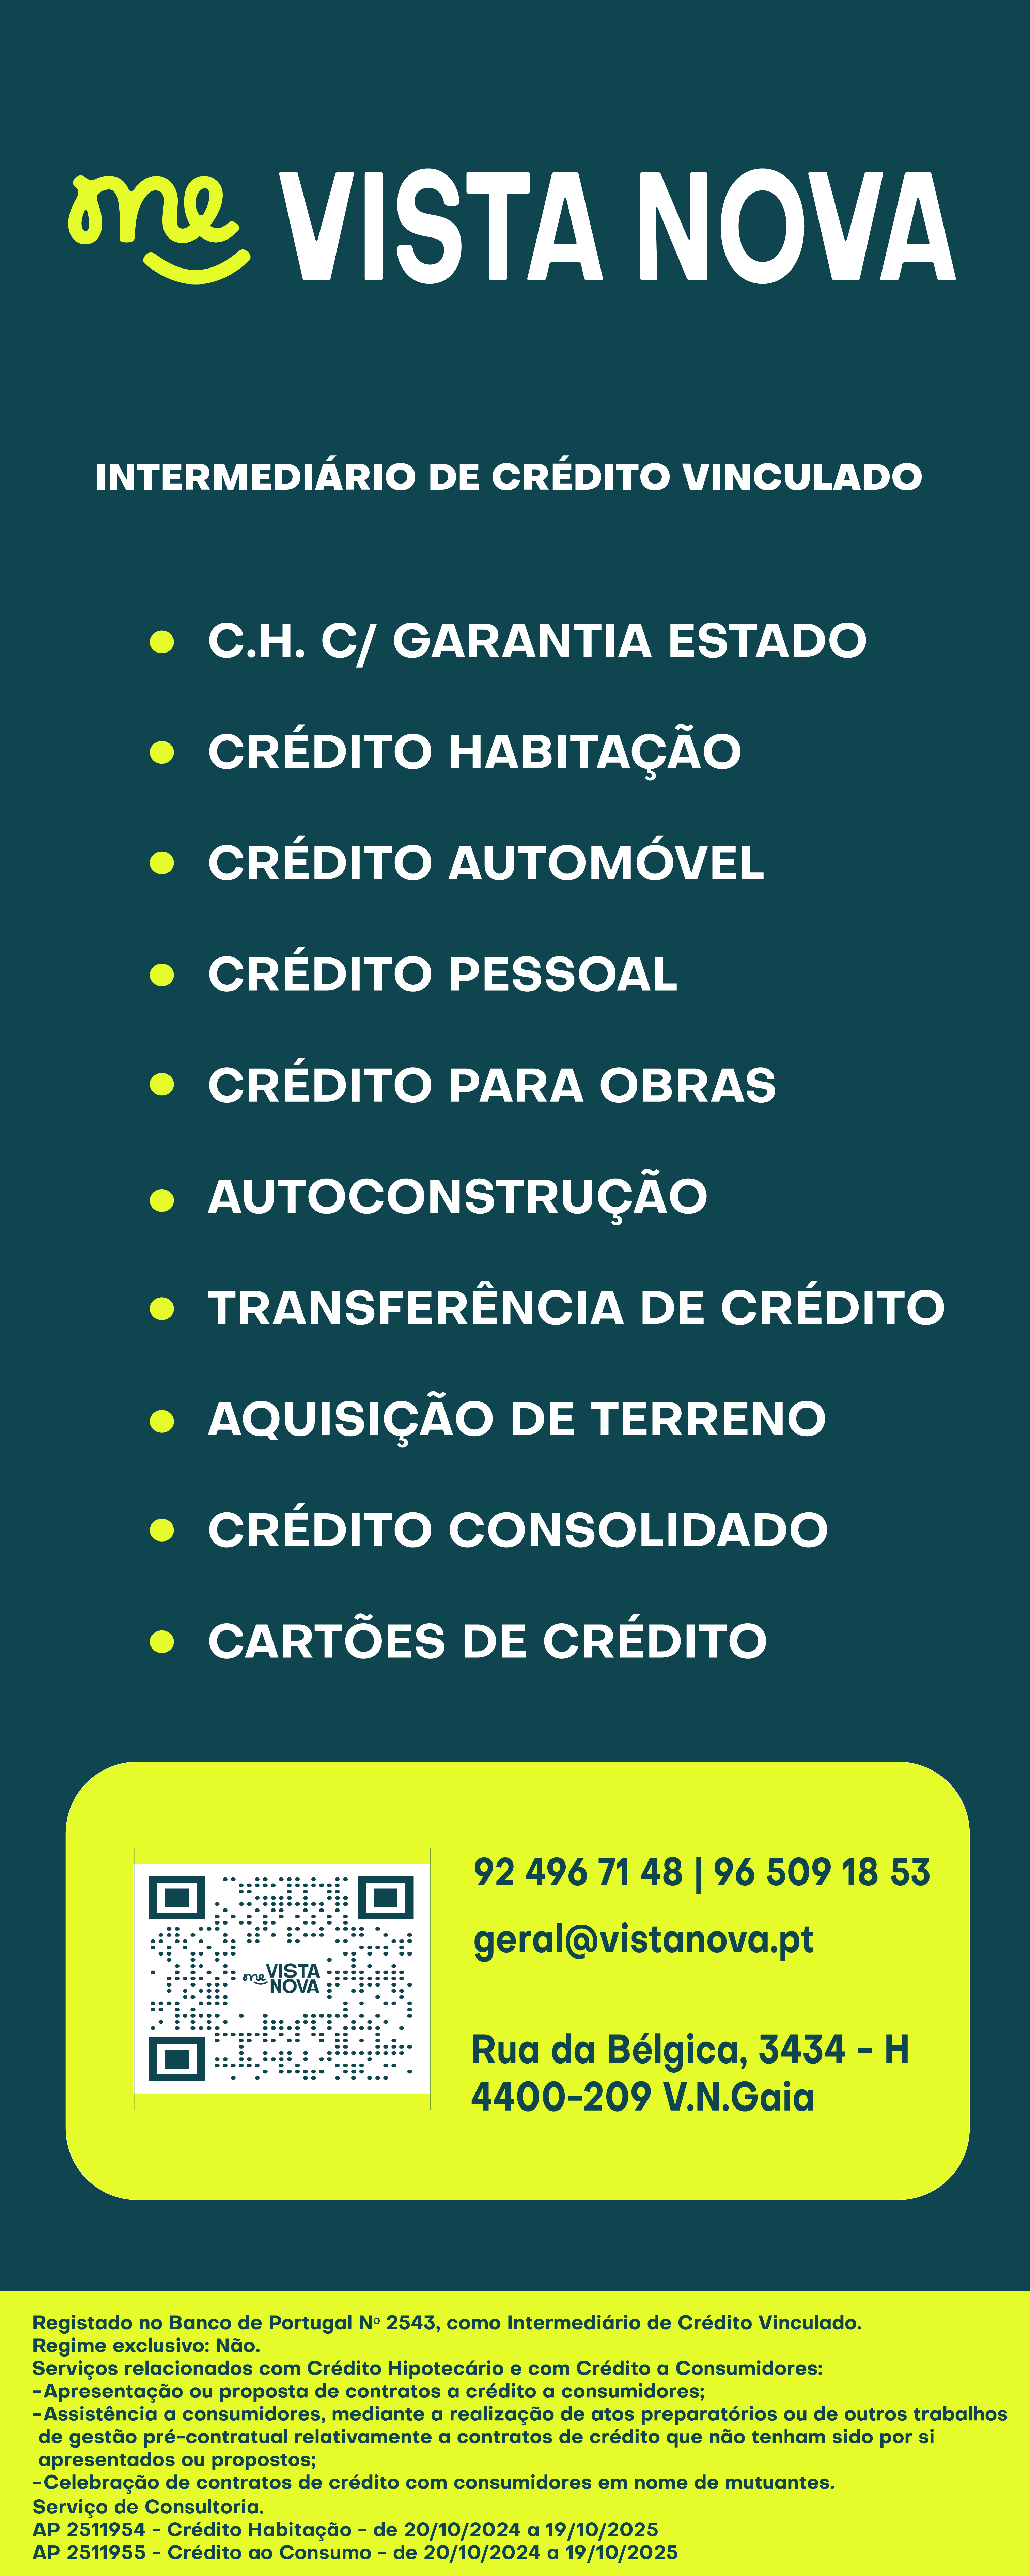 me VISTA NOVA
INTERMEDIÁRIO DE CRÉDITO VINCULADO
C.H. C/ GARANTIA ESTADO
CRÉDITO HABITAÇÃO
CRÉDITO AUTOMÓVEL
CRÉDITO PESSOAL
CRÉDITO PARA OBRAS
AUTOCONSTRUÇÃO
TRANSFERÊNCIA DE CRÉDITO
AQUISIÇÃO DE TERRENO
CRÉDITO CONSOLIDADO
CARTÕES DE CRÉDITO
me VISTA
NOVA
92 496 71 48 | 96 509 18 53
geral@vistanova.pt
Rua da Bélgica, 3434 - H
4400-209 V.N.Gaia
Registado no Banco de Portugal Nº 2543, como Intermediário de Crédito Vinculado.
Regime exclusivo: Não.
Serviços relacionados com Crédito Hipotecário e com Crédito a Consumidores:
-Apresentação ou proposta de contratos a crédito a consumidores;
-Assistência a consumidores, mediante a realização de atos preparatórios ou de outros trabalhos
de gestão pré-contratual relativamente a contratos de crédito que não tenham sido por si
apresentados ou propostos;
-Celebração de contratos de crédito com consumidores em nome de mutuantes.
Serviço de Consultoria.
AP 2511954 - Crédito Habitação - de 20/10/2024 a 19/10/2025
AP 2511955 - Crédito ao Consumo - de 20/10/2024 a 19/10/2025